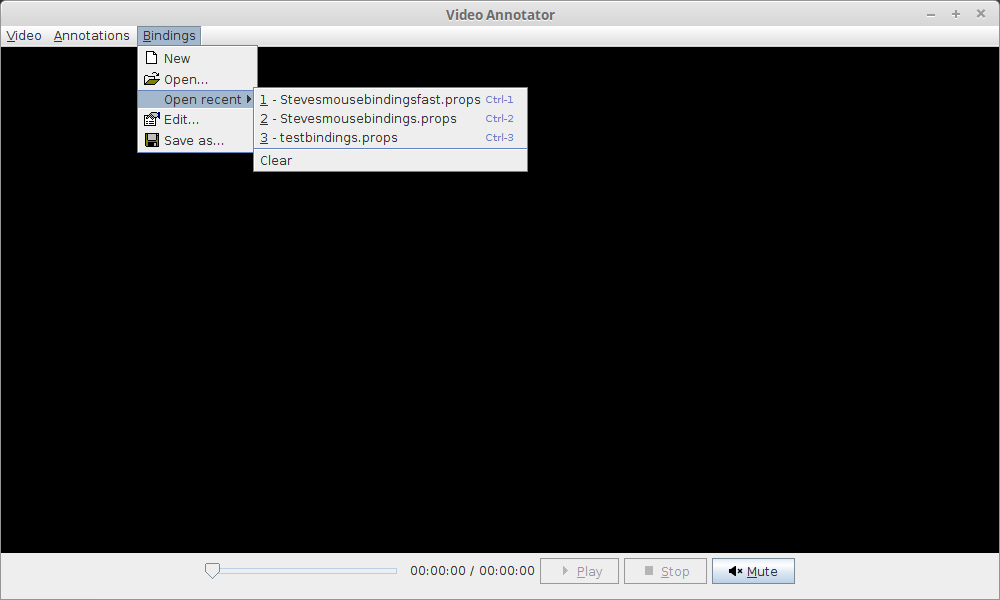 Video Annotator
Video Annotations Bindings
New
Open...
Open recent
1 - Stevesmousebindingsfast.props Ctrl-1
2 - Stevesmousebindings.props Ctrl-2
3 - testbindings.props Ctrl-3
Clear
Edit...
Save as...
00:00:00 / 00:00:00 Play Stop Mute